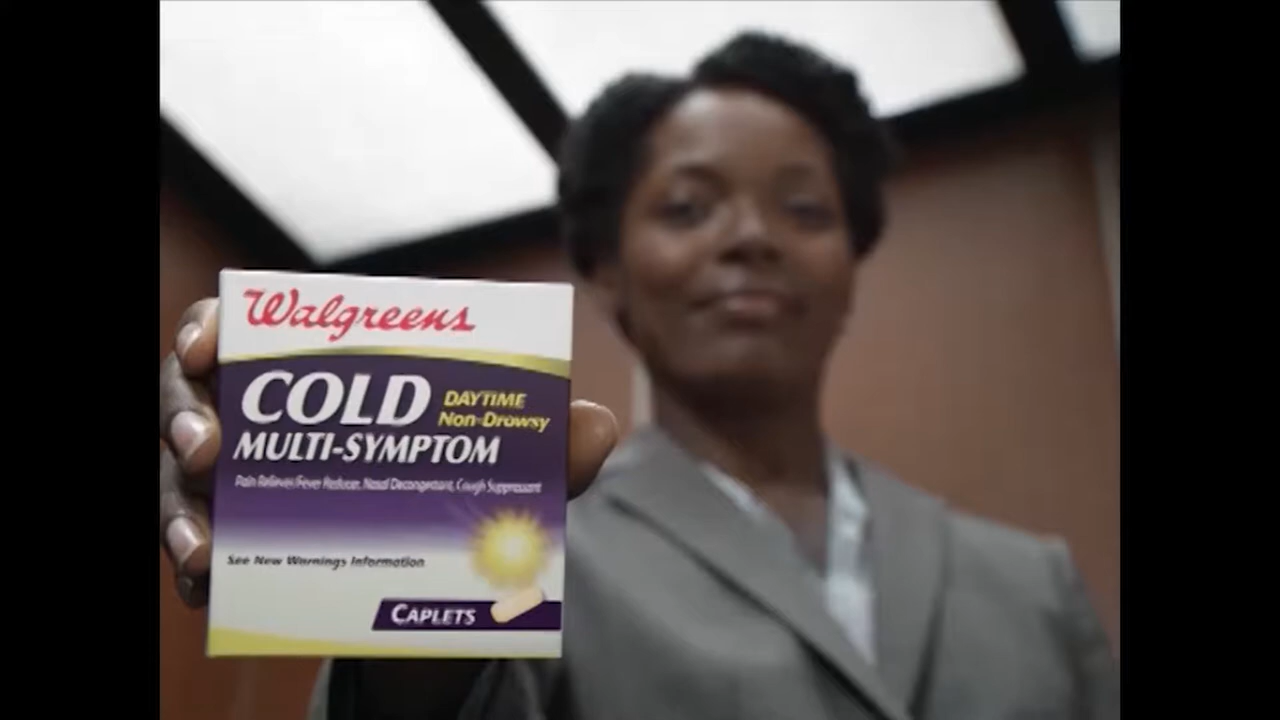 Walgreens
COLD
DAYTIME
Non-Drowsy
MULTI-SYMPTOM
Pain Reliever/Fever Reducer, Nasal Decongestant, Cough Suppressant
See New Warnings Information
CAPLETS